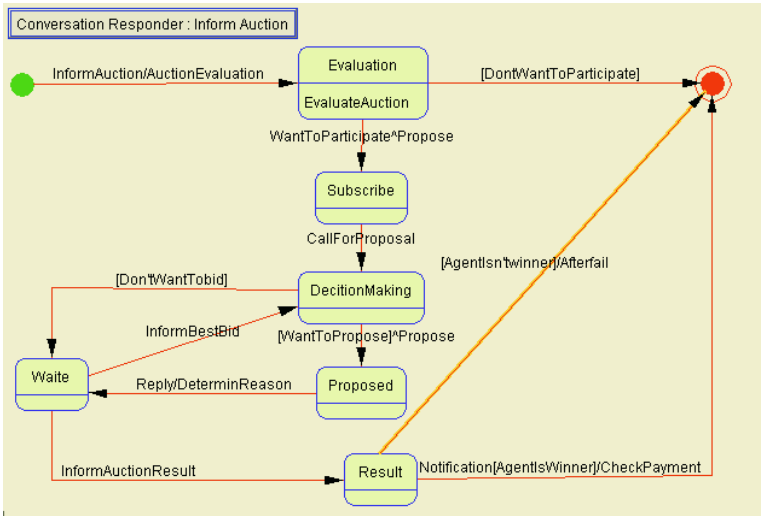 Conversation Responder : Inform Auction
InformAuction/AuctionEvaluation
Evaluation
EvaluateAuction
[DontWantToParticipate]
WantToParticipate^Propose
Subscribe
CallForProposal
[AgentIsn'twinner]/Afterfail
[Don'tWantTobid]
DecitionMaking
InformBestBid
[WantToPropose]^Propose
Waite
Reply/DeterminReason
Proposed
InformAuctionResult
Result
Notification[AgentIsWinner]/CheckPayment